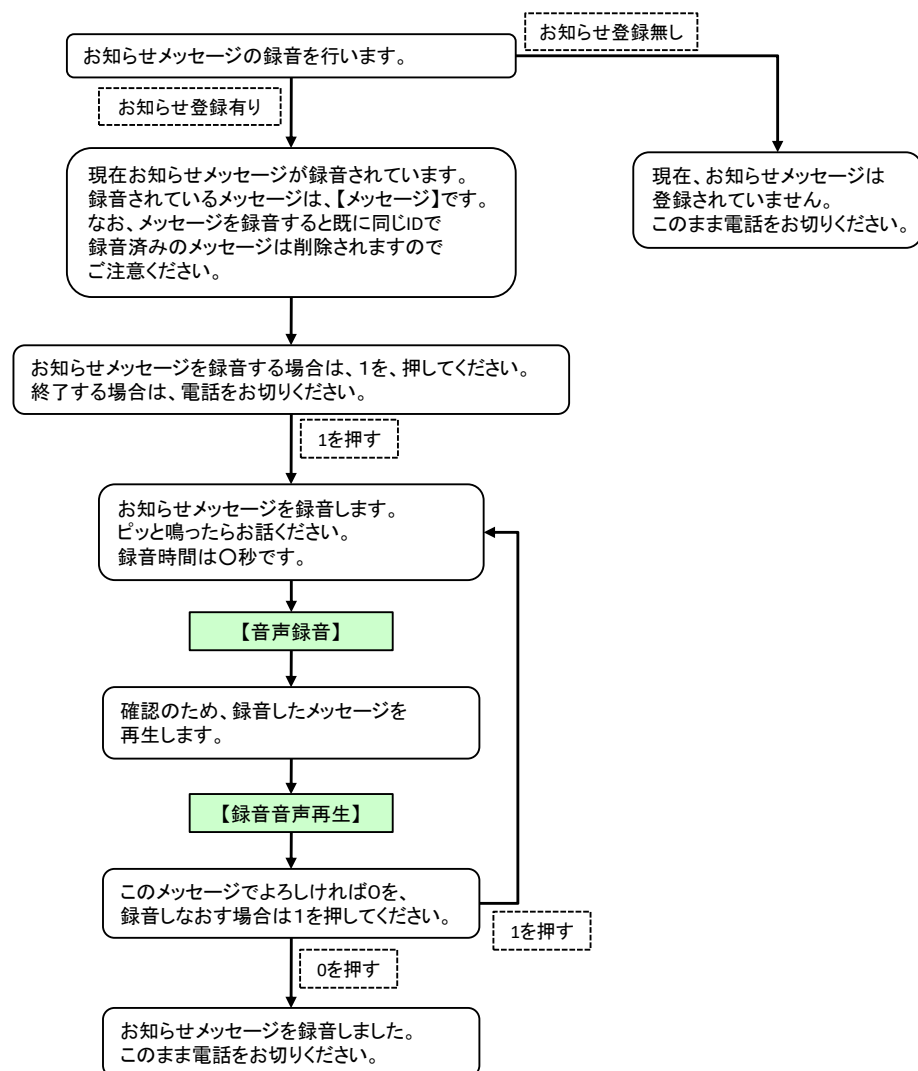 お知らせ登録無し
お知らせメッセージの録音を行います。
お知らせ登録有り
現在お知らせメッセージが録音されています。
録音されているメッセージは、【メッセージ】です。
なお、メッセージを録音すると既に同じIDで
録音済みのメッセージは削除されますので
ご注意ください。
現在、お知らせメッセージは
登録されていません。
このまま電話をお切りください。
お知らせメッセージを録音する場合は、1を、押してください。
終了する場合は、電話をお切りください。
1を押す
お知らせメッセージを録音します。
ピッと鳴ったらお話ください。
録音時間は〇秒です。
【音声録音】
確認のため、録音したメッセージを
再生します。
【録音音声再生】
このメッセージでよろしければ0を、
録音しなおす場合は1を押してください。
1を押す
0を押す
お知らせメッセージを録音しました。
このまま電話をお切りください。